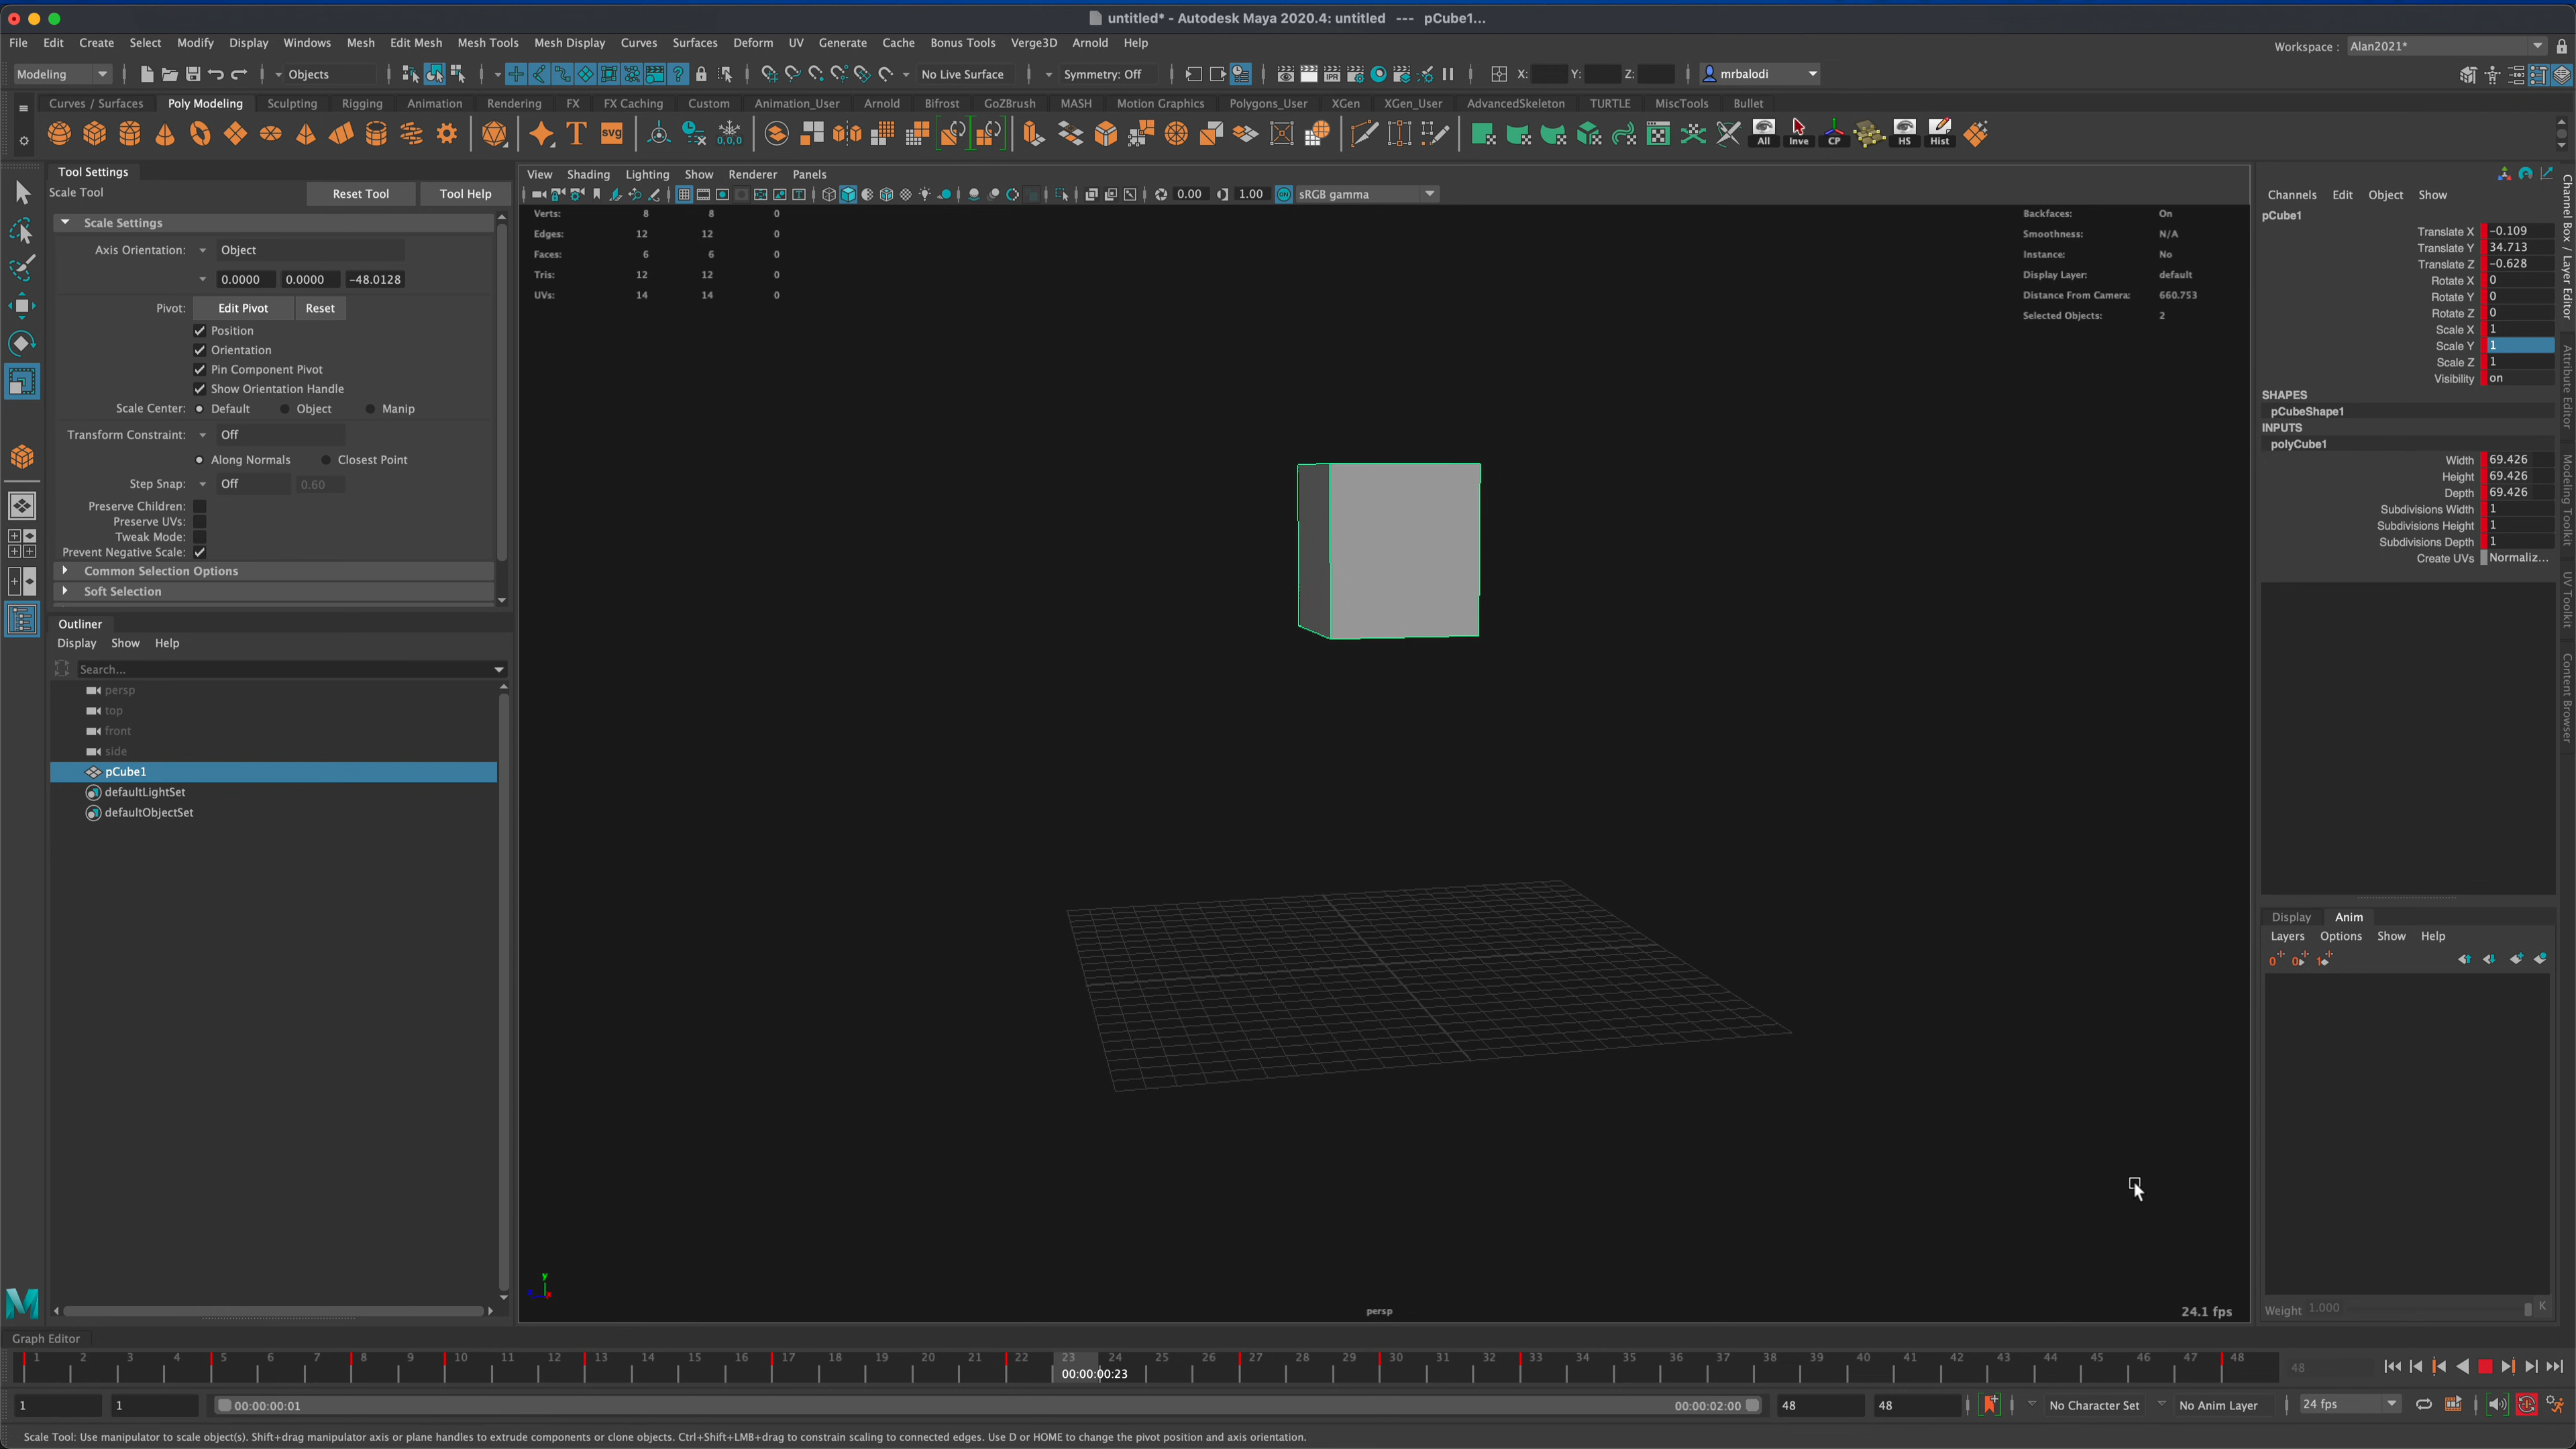 untitled* - Autodesk Maya 2020.4: untitled --- pCube1...
File Edit Create Select Modify Display Windows Mesh Edit Mesh Mesh Tools Mesh Display Curves Surfaces Deform UV Generate Cache Bonus Tools Verge3D Arnold Help
Workspace : Alan2021*
Modeling Objects No Live Surface Symmetry: Off IPR X: Y: Z: mrbalodi
Curves / Surfaces Poly Modeling Sculpting Rigging Animation Rendering FX FX Caching Custom Animation_User Arnold Bifrost GoZBrush MASH Motion Graphics Polygons_User XGen XGen_User AdvancedSkeleton TURTLE MiscTools Bullet
T svg 0,0,0 All Inve CP HS Hist
Tool Settings
Scale Tool Reset Tool Tool Help
Scale Settings
Axis Orientation: Object
0.0000 0.0000 -48.0128
Pivot: Edit Pivot Reset
Position
Orientation
Pin Component Pivot
Show Orientation Handle
Scale Center: Default Object Manip
Transform Constraint: Off
Along Normals Closest Point
Step Snap: Off 0.60
Preserve Children:
Preserve UVs:
Tweak Mode:
Prevent Negative Scale:
Common Selection Options
Soft Selection
Outliner
Display Show Help
Search...
persp
top
front
side
pCube1
defaultLightSet
defaultObjectSet
View Shading Lighting Show Renderer Panels
0.00 1.00 ON sRGB gamma
Verts: 8 8 0
Edges: 12 12 0
Faces: 6 6 0
Tris: 12 12 0
UVs: 14 14 0
Backfaces: On
Smoothness: N/A
Instance: No
Display Layer: default
Distance From Camera: 660.753
Selected Objects: 2
y
persp
24.1 fps
Channels Edit Object Show
pCube1
Translate X -0.109
Translate Y 34.713
Translate Z -0.628
Rotate X 0
Rotate Y 0
Rotate Z 0
Scale X 1
Scale Y 1
Scale Z 1
Visibility on
SHAPES
pCubeShape1
INPUTS
polyCube1
Width 69.426
Height 69.426
Depth 69.426
Subdivisions Width 1
Subdivisions Height 1
Subdivisions Depth 1
Create UVs Normaliz...
Channel Box / Layer Editor
Attribute Editor
Modeling Toolkit
UV Toolkit
Content Browser
Display Anim
Layers Options Show Help
Weight 1.000 K
Graph Editor
1 2 3 4 5 6 7 8 9 10 11 12 13 14 15 16 17 18 19 20 21 22 23 24 25 26 27 28 29 30 31 32 33 34 35 36 37 38 39 40 41 42 43 44 45 46 47 48
00:00:00:23
48
1 1 00:00:00:01 00:00:02:00 48 48 No Character Set No Anim Layer 24 fps
Scale Tool: Use manipulator to scale object(s). Shift+drag manipulator axis or plane handles to extrude components or clone objects. Ctrl+Shift+LMB+drag to constrain scaling to connected edges. Use D or HOME to change the pivot position and axis orientation.